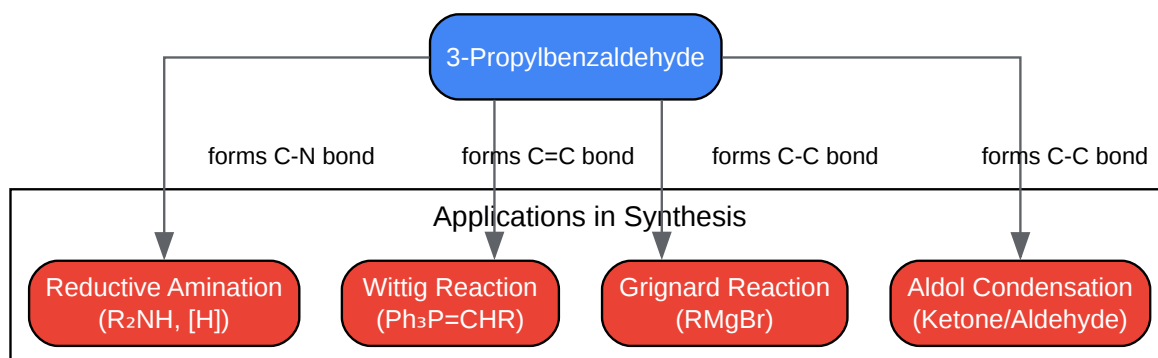 3-Propylbenzaldehyde
forms C-N bond
forms C=C bond
forms C-C bond
forms C-C bond
Applications in Synthesis
Reductive Amination
(R₂NH, [H])
Wittig Reaction
(Ph₃P=CHR)
Grignard Reaction
(RMgBr)
Aldol Condensation
(Ketone/Aldehyde)